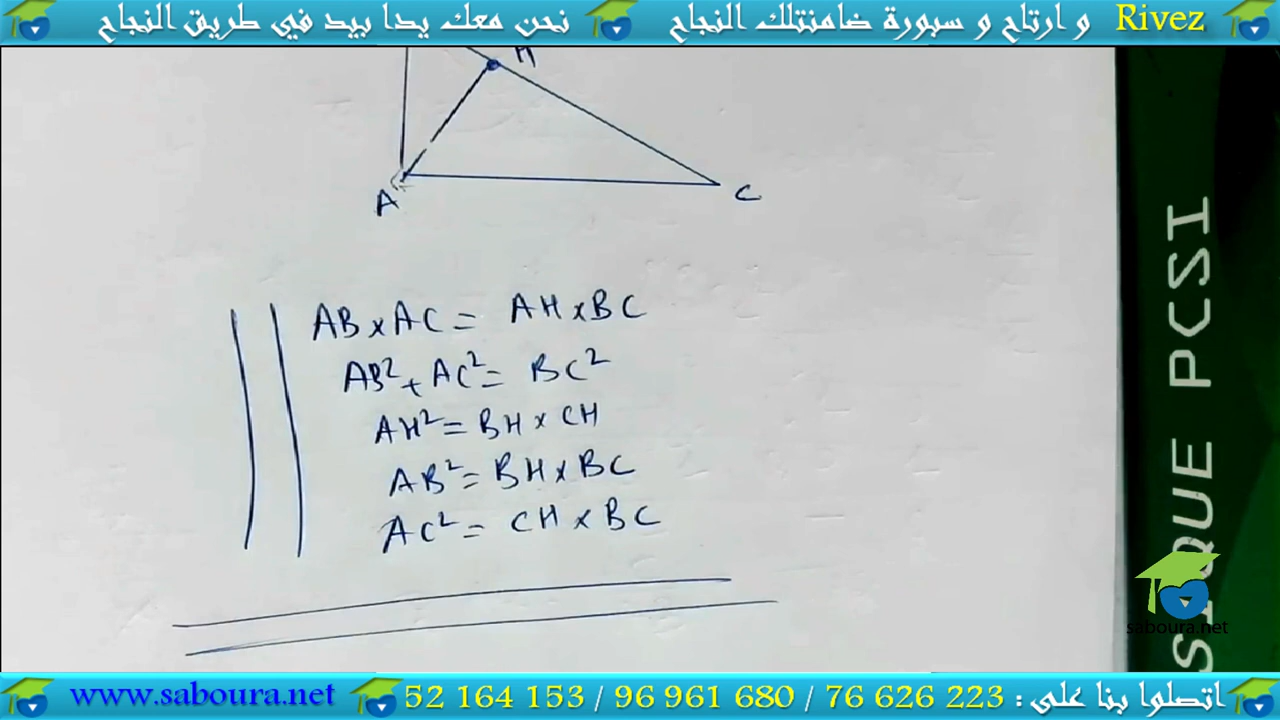 Rivez و ارتاح و سبورة ضامنتلك النجاح نحن معك يدا بيد في طريق النجاح
H
A
C
AB x AC = AH x BC
AB² + AC² = BC²
AH² = BH x CH
AB² = BH x BC
AC² = CH x BC
SIQUE PCSI
saboura.net
www.saboura.net 52 164 153 / 96 961 680 / 76 626 223 اتصلوا بنا على :